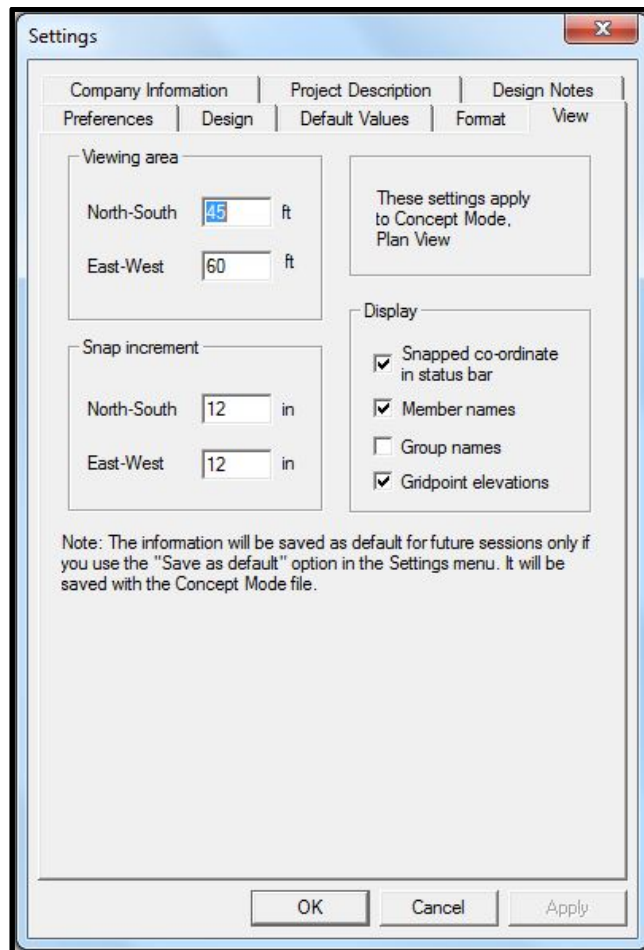 Settings
Company Information Project Description Design Notes
Preferences Design Default Values Format View
Viewing area
North-South 45 ft
East-West 60 ft
These settings apply
to Concept Mode,
Plan View
Snap increment
North-South 12 in
East-West 12 in
Display
Snapped co-ordinate
in status bar
Member names
Group names
Gridpoint elevations
Note: The information will be saved as default for future sessions only if
you use the "Save as default" option in the Settings menu. It will be
saved with the Concept Mode file.
OK Cancel Apply